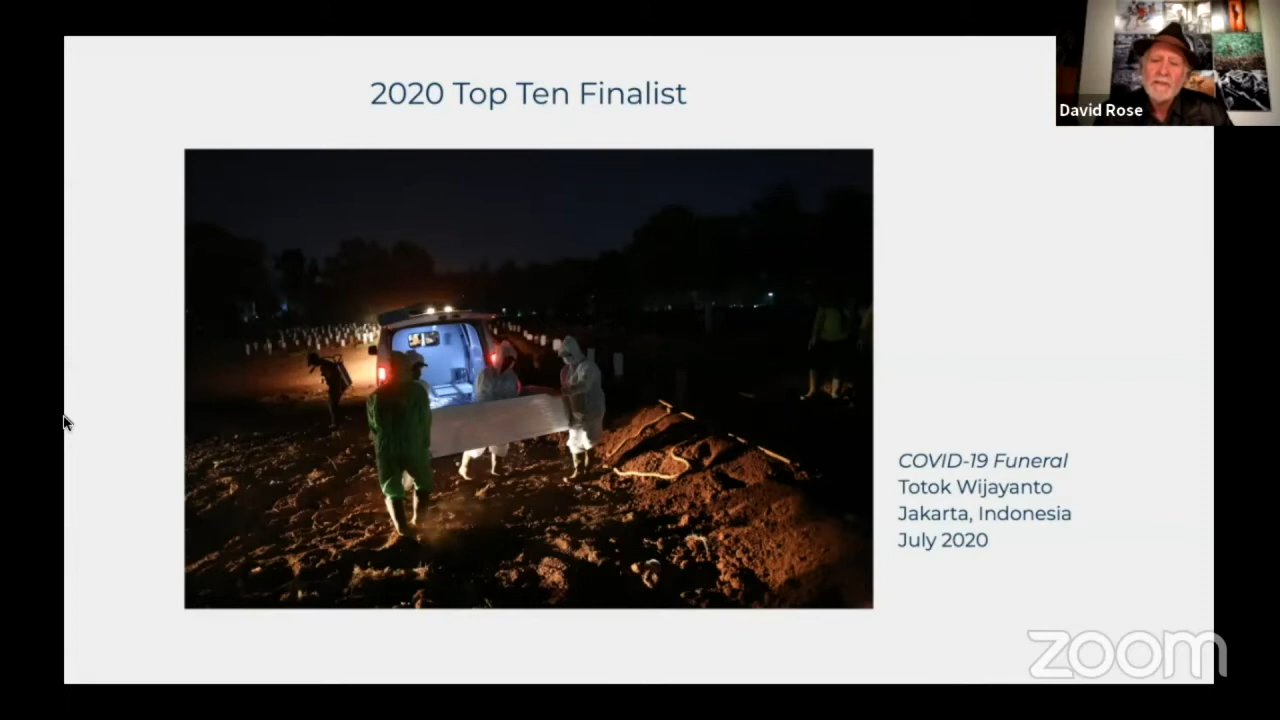 2020 Top Ten Finalist
David Rose
COVID-19 Funeral
Totok Wijayanto
Jakarta, Indonesia
July 2020
zoom